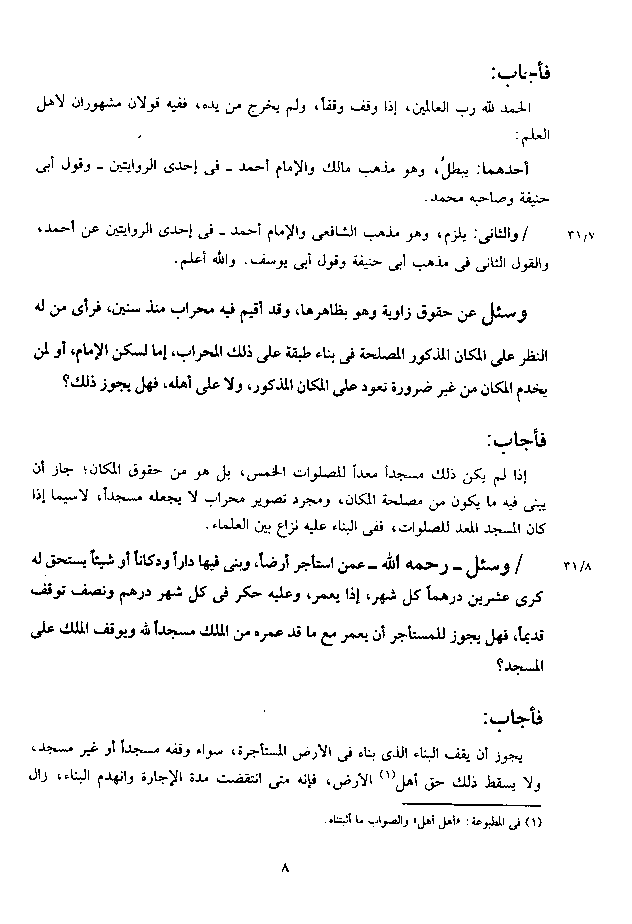 فأجاب:
الحمد لله رب العالمين، إذا وقف وقفاً، ولم يخرج من يده، ففيه قولان مشهوران لأهل
العلم:
أحدهما: يبطل، وهو مذهب مالك والإمام أحمد ـ فى إحدى الروايتين ـ وقول أبى
حنيفة وصاحبه محمد.
٣١/٧ / والثانى: يلزم، وهو مذهب الشافعى والإمام أحمد ـ فى إحدى الروايتين عن أحمد،
والقول الثانى فى مذهب أبى حنيفة وقول أبى يوسف. والله أعلم.
وسئل عن حقوق زاوية وهو بظاهرها، وقد أقيم فيه محراب منذ سنين، فرأى من له
النظر على المكان المذكور المصلحة فى بناء طبقة على ذلك المحراب، إما لسكن الإمام، أو لمن
يخدم المكان من غير ضرورة تعود على المكان المذكور، ولا على أهله، فهل يجوز ذلك؟
فأجاب:
إذا لم يكن ذلك مسجداً معداً للصلوات الخمس، بل هو من حقوق المكان؛ جاز أن
يبنى فيه ما يكون من مصلحة المكان، ومجرد تصوير محراب لا يجعله مسجداً، لاسيما إذا
كان المسجد المعد للصلوات، ففى البناء عليه نزاع بين العلماء.
٣١/٨ / وسئل ـ رحمه الله ـ عمن استأجر أرضاً، وبنى فيها داراً ودكاناً أو شيئاً يستحق له
كرى عشرين درهماً كل شهر، إذا يعمر، وعليه حكر فى كل شهر درهم ونصف توقف
قديماً، فهل يجوز للمستأجر أن يعمر مع ما قد عمره من الملك مسجداً لله ويوقف الملك على
المسجد؟
فأجاب:
يجوز أن يقف البناء الذى بناه فى الأرض المستأجرة، سواء وقفه مسجداً أو غير مسجد،
ولا يسقط ذلك حق أهل(١) الأرض، فإنه متى انتقضت مدة الإجارة وانهدم البناء، زال
(١) فى المطبوعة: «أهل أهل» والصواب ما أثبتناه.
٨